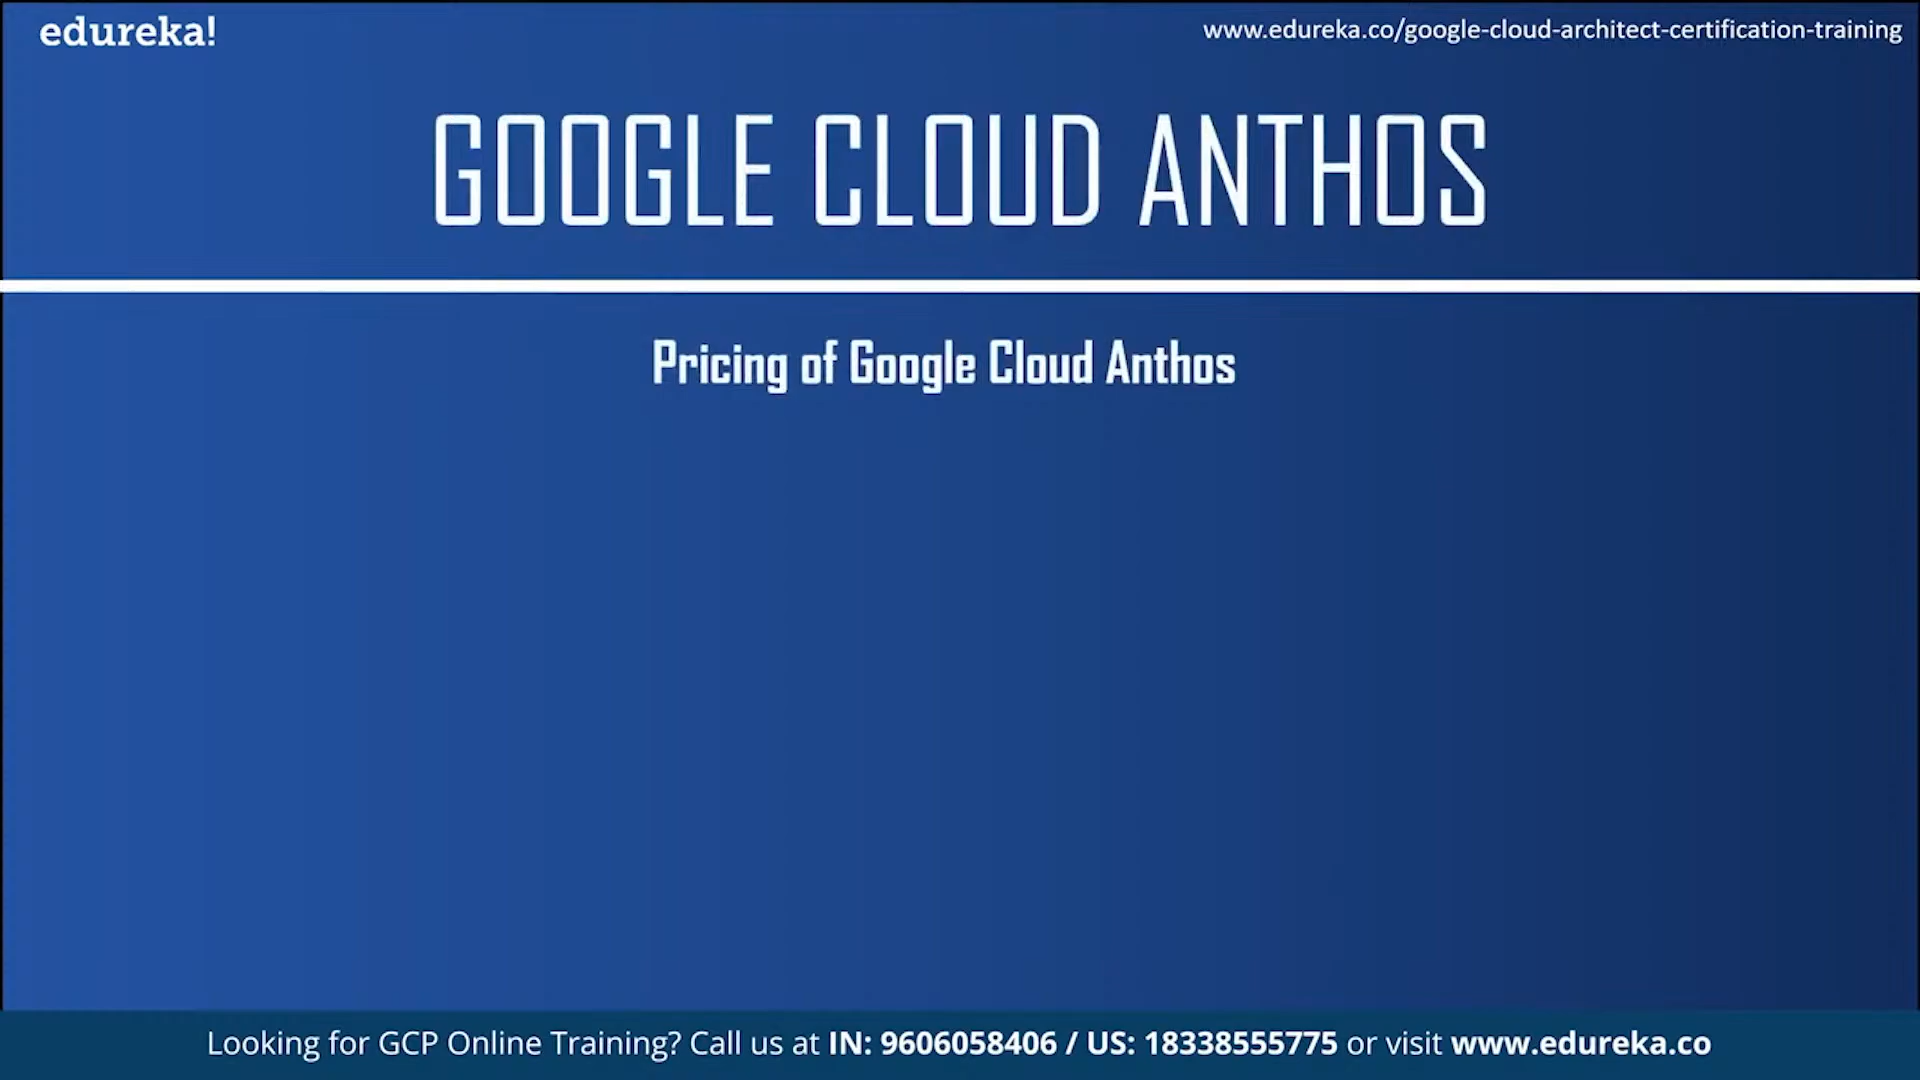 edureka!
www.edureka.co/google-cloud-architect-certification-training
GOOGLE CLOUD ANTHOS
Pricing of Google Cloud Anthos
Looking for GCP Online Training? Call us at IN: 9606058406 / US: 18338555775 or visit www.edureka.co